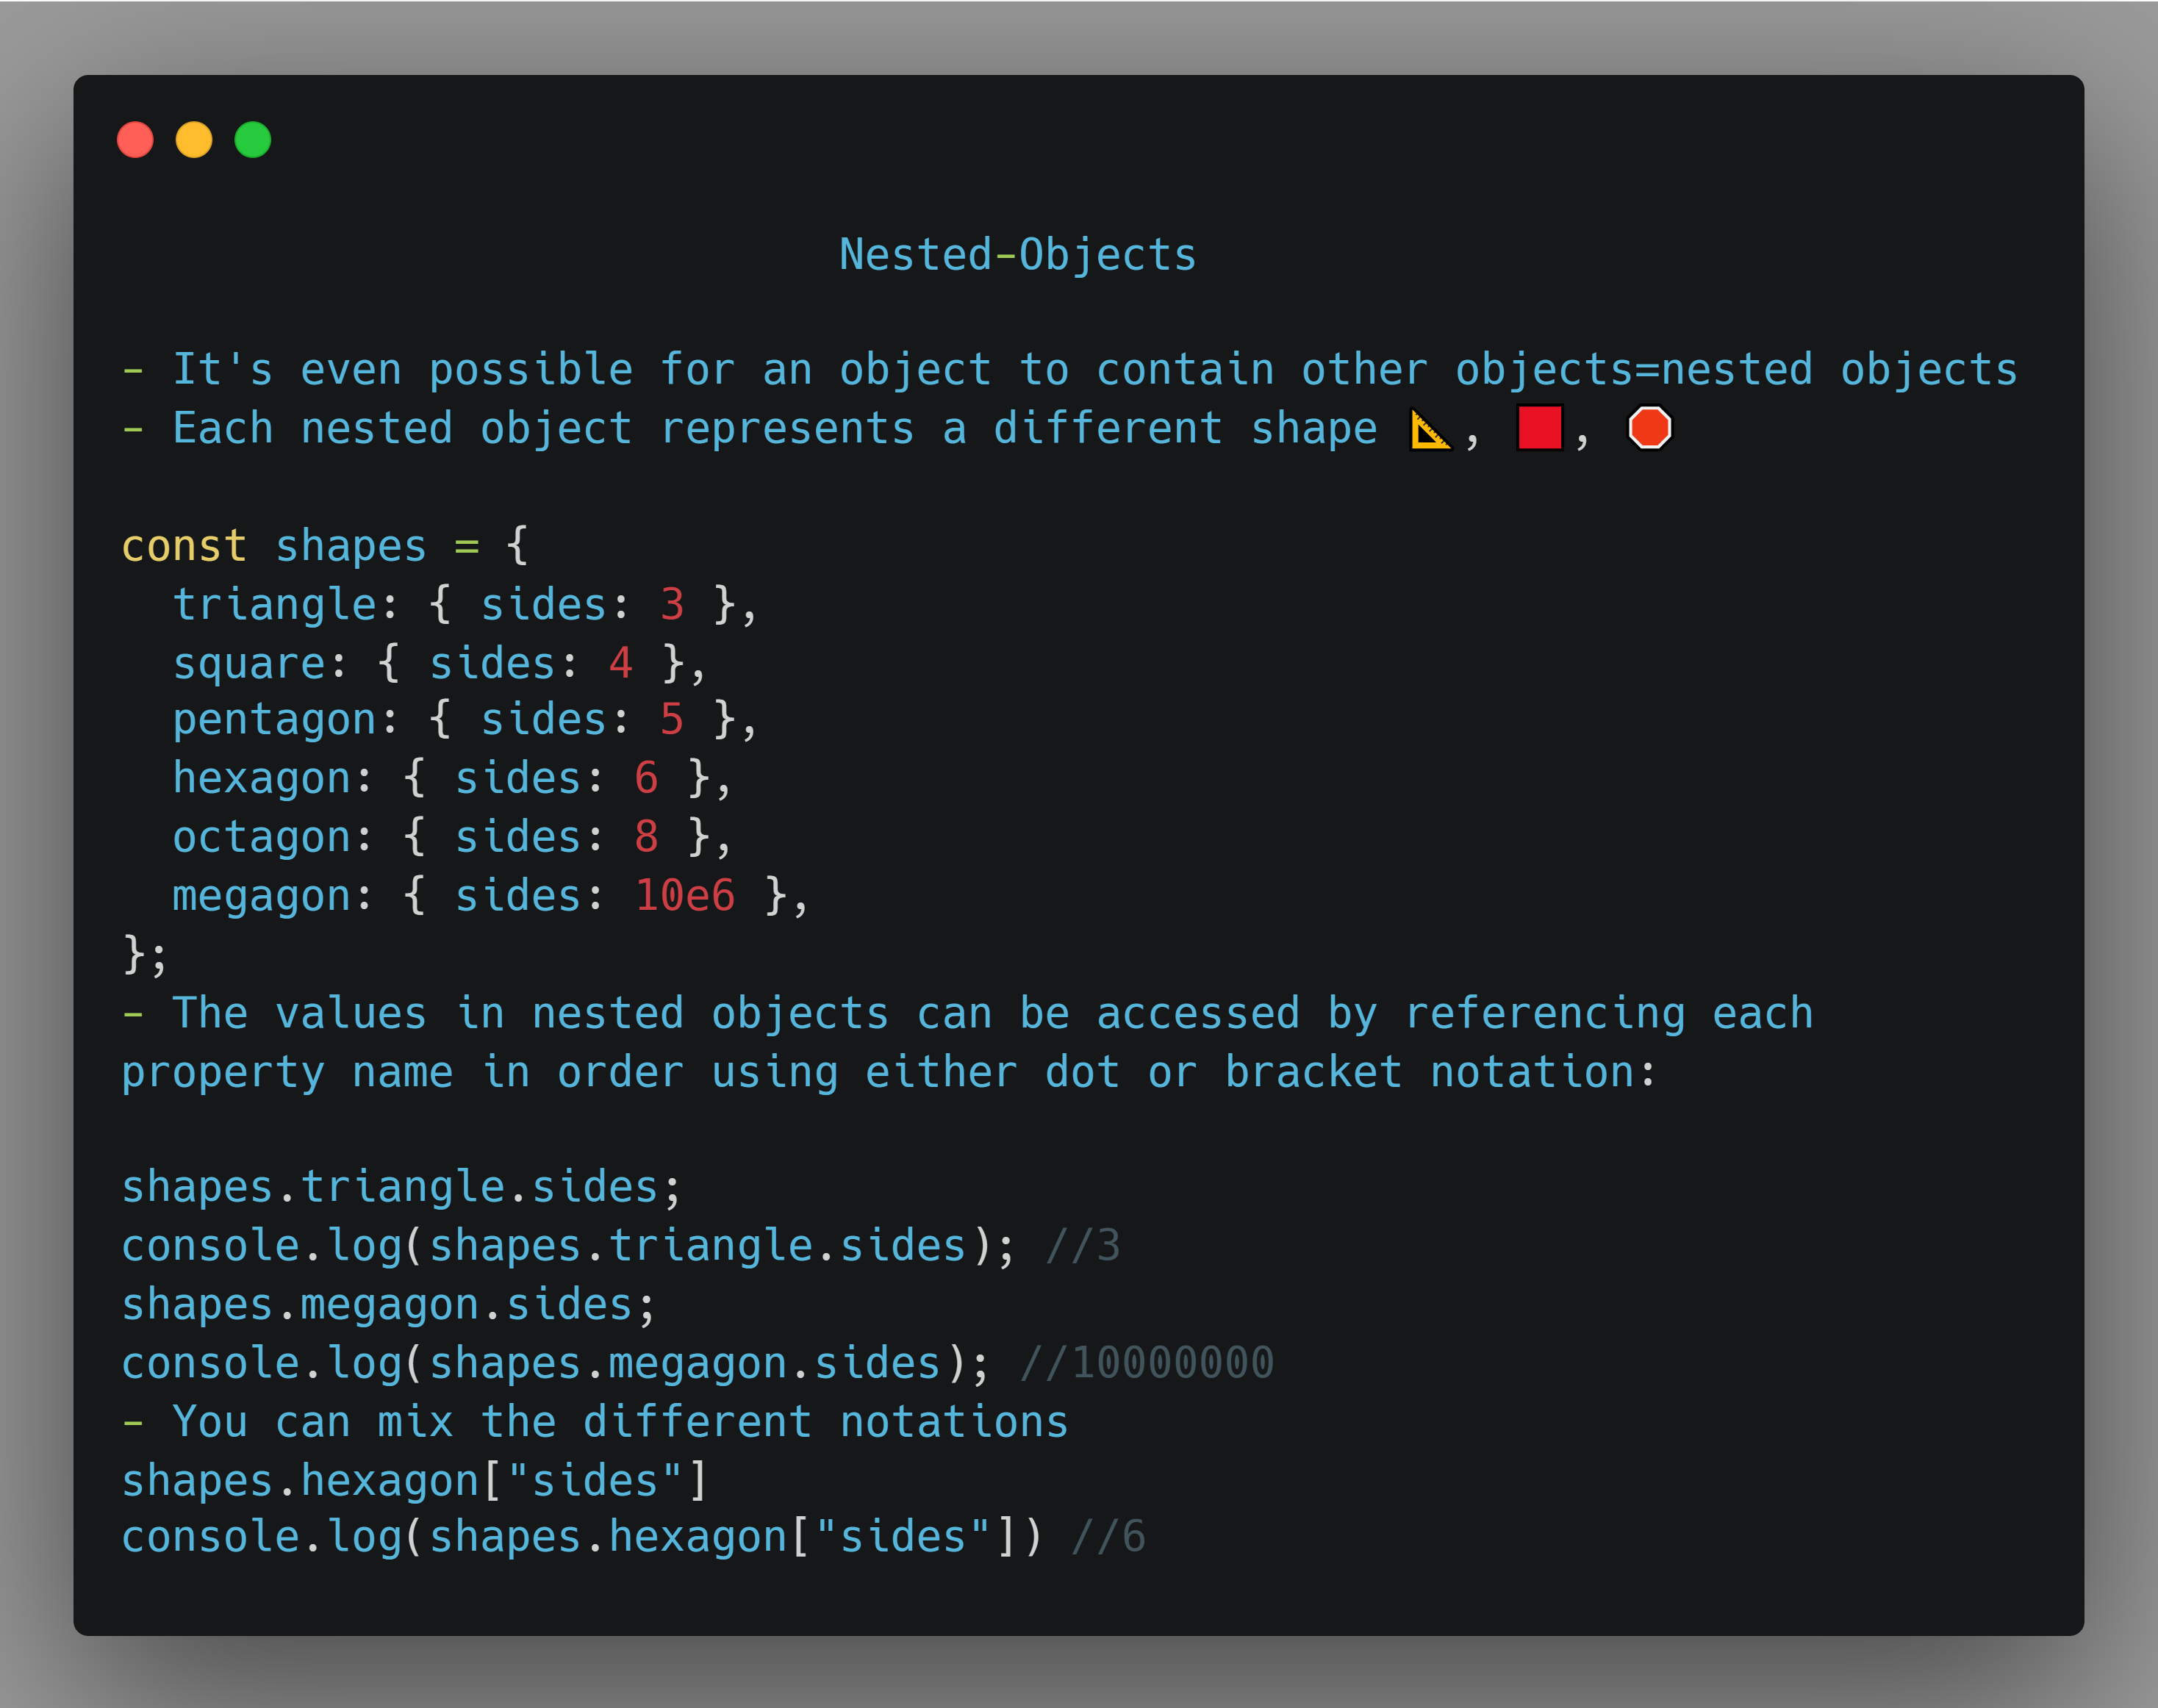 Nested-Objects
- It's even possible for an object to contain other objects=nested objects
- Each nested object represents a different shape 📐, 🟥, 🛑
const shapes = {
triangle: { sides: 3 },
square: { sides: 4 },
pentagon: { sides: 5 },
hexagon: { sides: 6 },
octagon: { sides: 8 },
megagon: { sides: 10e6 },
};
- The values in nested objects can be accessed by referencing each
property name in order using either dot or bracket notation:
shapes.triangle.sides;
console.log(shapes.triangle.sides); //3
shapes.megagon.sides;
console.log(shapes.megagon.sides); //10000000
- You can mix the different notations
shapes.hexagon["sides"]
console.log(shapes.hexagon["sides"]) //6